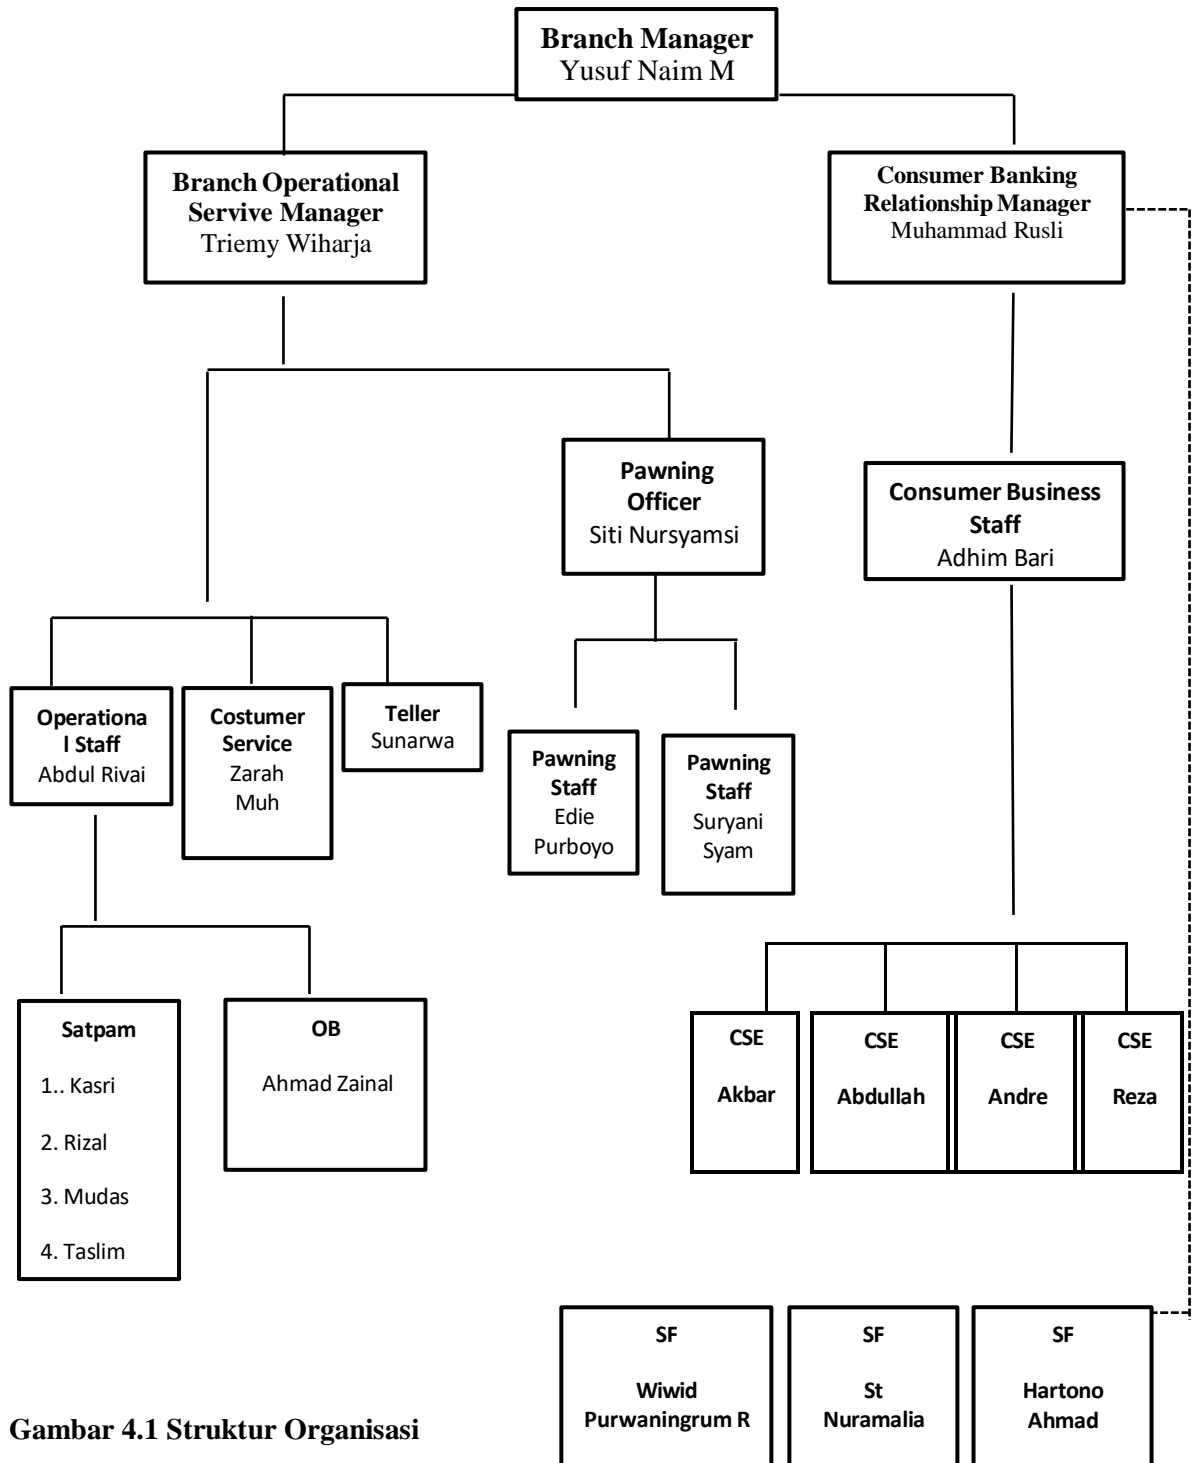 Branch Manager
Yusuf Naim M
Branch Operational
Servive Manager
Triemy Wiharja
Consumer Banking
Relationship Manager
Muhammad Rusli
Pawning
Officer
Siti Nursyamsi
Consumer Business
Staff
Adhim Bari
Operationa
l Staff
Abdul Rivai
Costumer
Service
Zarah
Muh
Teller
Sunarwa
Pawning
Staff
Edie
Purboyo
Pawning
Staff
Suryani
Syam
Satpam
1.. Kasri
2. Rizal
3. Mudas
4. Taslim
OB
Ahmad Zainal
CSE
Akbar
CSE
Abdullah
CSE
Andre
CSE
Reza
SF
Wiwid
Purwaningrum R
SF
St
Nuramalia
SF
Hartono
Ahmad
Gambar 4.1 Struktur Organisasi